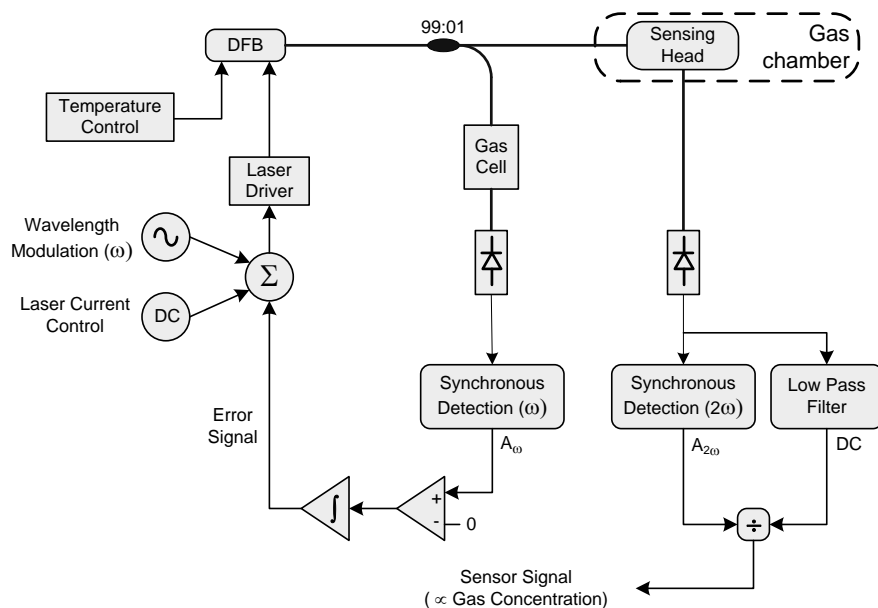 99:01
DFB
Sensing
Head
Gas
chamber
Temperature
Control
Gas
Cell
Laser
Driver
Wavelength
Modulation (ω)
Σ
Laser Current
Control
DC
Synchronous
Detection (ω)
Synchronous
Detection (2ω)
Low Pass
Filter
Error
Signal
Aω
A2ω
DC
∫
+
-
0
÷
Sensor Signal
( ∝ Gas Concentration)